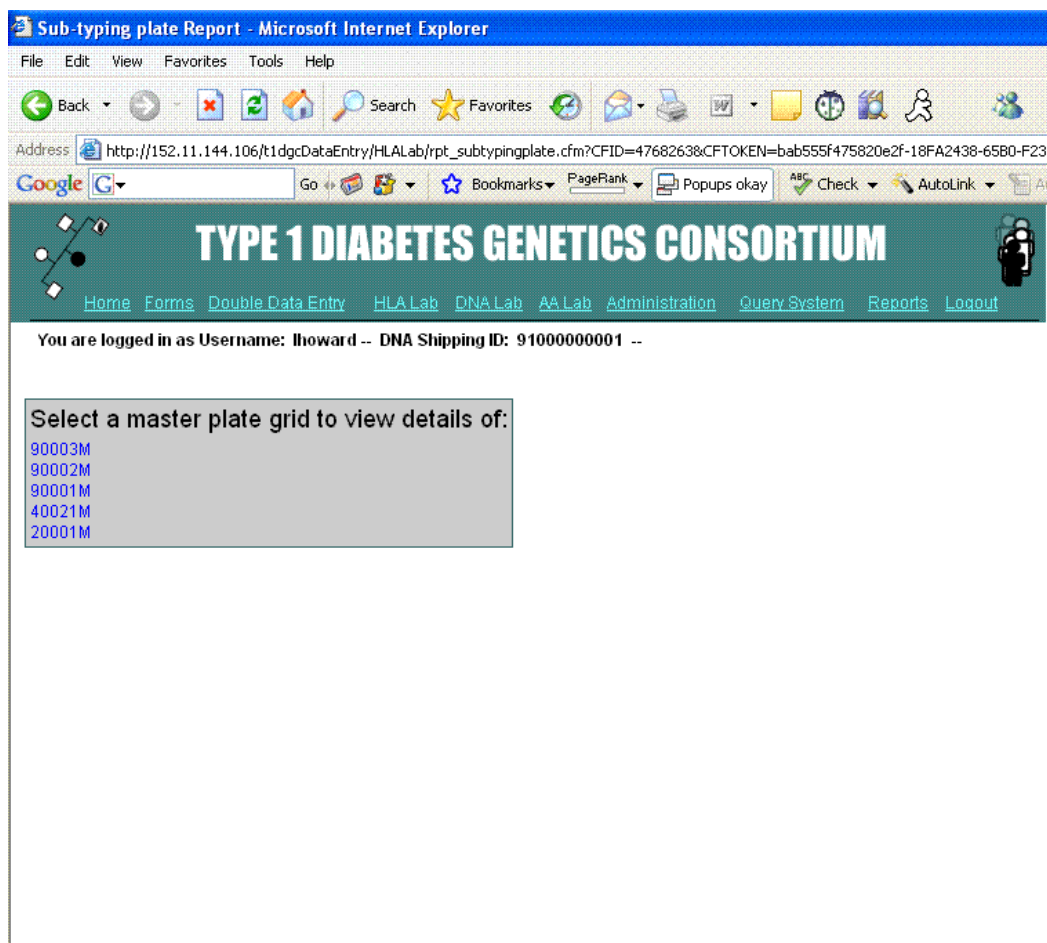 Sub-typing plate Report - Microsoft Internet Explorer
File Edit View Favorites Tools Help
Back Search Favorites
Address http://152.11.144.106/t1dgcDataEntry/HLALab/rpt_subtypingplate.cfm?CFID=4768263&CFTOKEN=bab555f475820e2f-18FA2438-65B0-F23
Google G Go Bookmarks PageRank Popups okay ABC Check AutoLink
TYPE 1 DIABETES GENETICS CONSORTIUM
Home Forms Double Data Entry HLA Lab DNA Lab AA Lab Administration Query System Reports Logout
You are logged in as Username: lhoward -- DNA Shipping ID: 91000000001 --
Select a master plate grid to view details of:
90003M
90002M
90001M
40021M
20001M